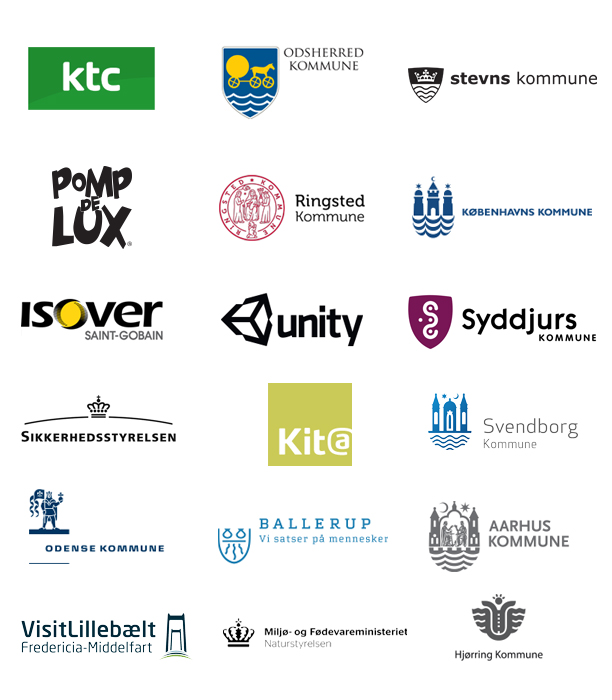 ktc
ODSHERRED
KOMMUNE
stevns kommune
POMP
DE
LUX®
RINGSTED KOMMUNE
Ringsted
Kommune
KØBENHAVNS KOMMUNE
ISOVER
SAINT-GOBAIN
unity
Syddjurs
KOMMUNE
SIKKERHEDSSTYRELSEN
Kit@
Svendborg
Kommune
ODENSE KOMMUNE
BALLERUP
Vi satser på mennesker
AARHUS
KOMMUNE
VisitLillebælt
Fredericia-Middelfart
Miljø- og Fødevareministeriet
Naturstyrelsen
Hjørring Kommune